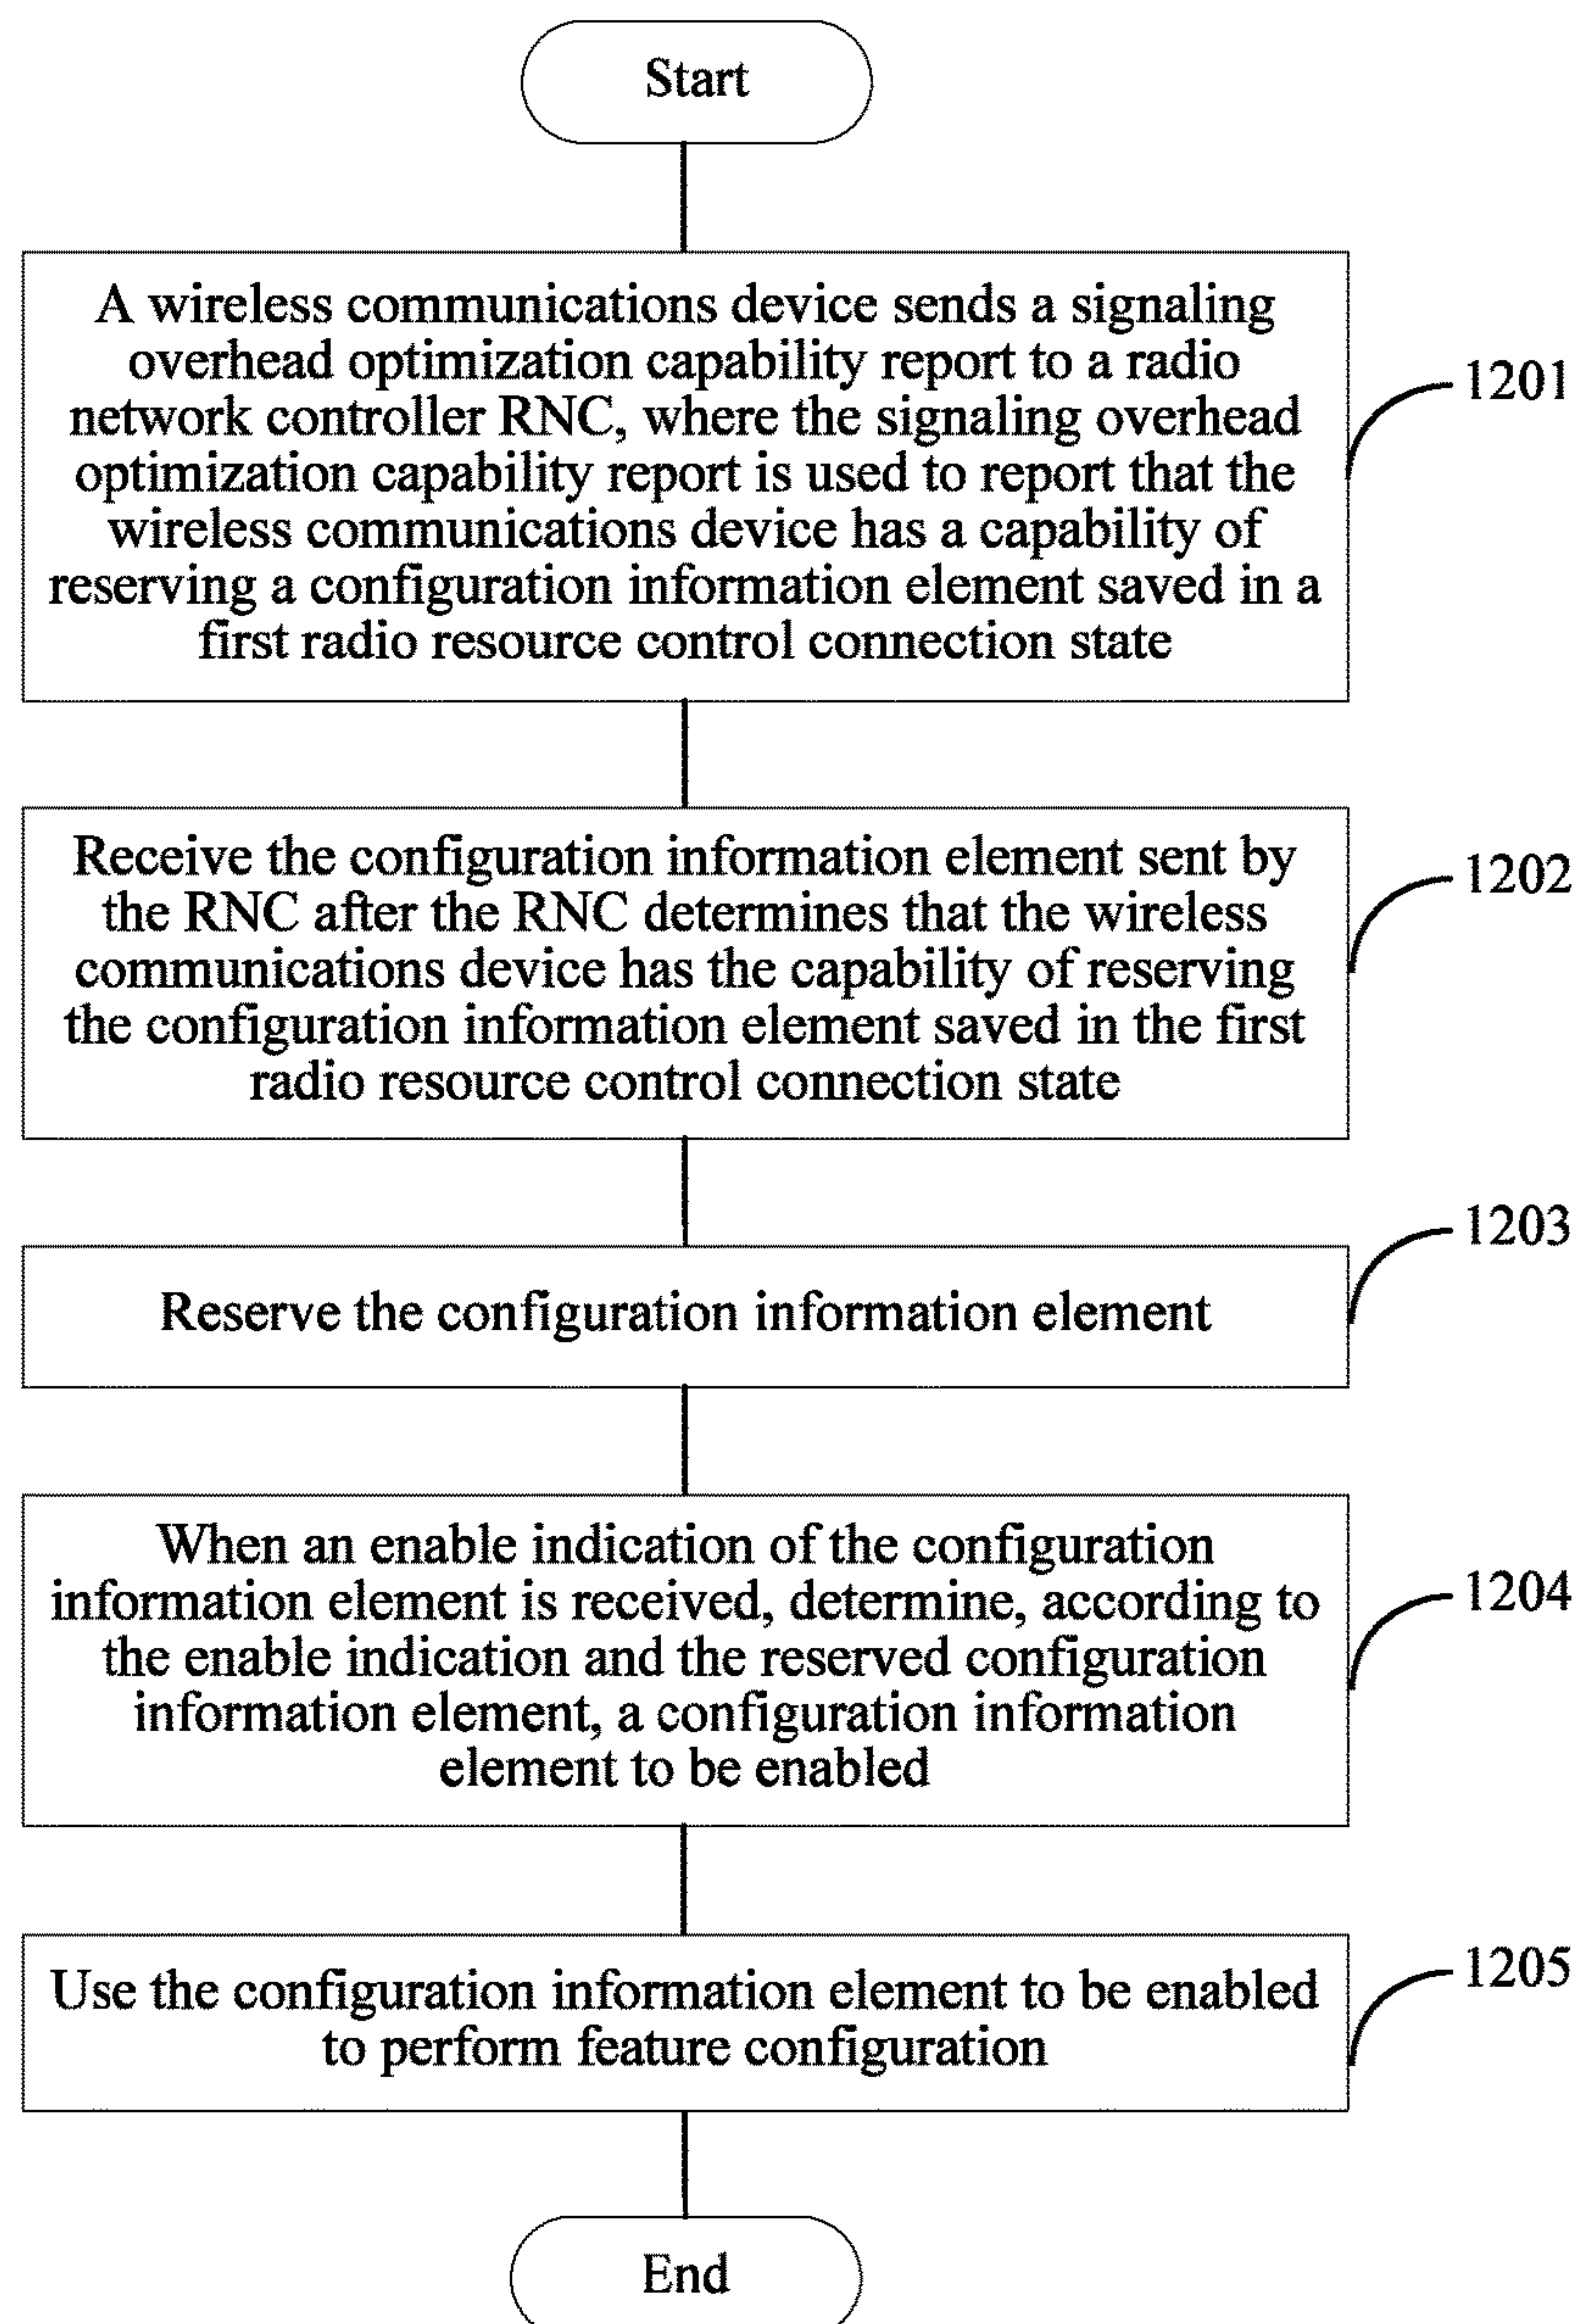 Start
A wireless communications device sends a signaling
overhead optimization capability report to a radio
network controller RNC, where the signaling overhead
optimization capability report is used to report that the
wireless communications device has a capability of
reserving a configuration information element saved in a
first radio resource control connection state
1201
Receive the configuration information element sent by
the RNC after the RNC determines that the wireless
communications device has the capability of reserving
the configuration information element saved in the first
radio resource control connection state
1202
Reserve the configuration information element
1203
When an enable indication of the configuration
information element is received, determine, according to
the enable indication and the reserved configuration
information element, a configuration information
element to be enabled
1204
Use the configuration information element to be enabled
to perform feature configuration
1205
End